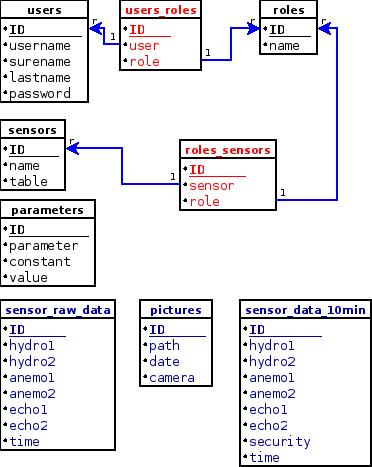 users
ID
username
surename
lastname
password
users_roles
ID
user
role
roles
ID
name
r
1
1
r
r
sensors
ID
name
table
r
1
roles_sensors
ID
sensor
role
1
parameters
ID
parameter
constant
value
sensor_raw_data
ID
hydro1
hydro2
anemo1
anemo2
echo1
echo2
time
pictures
ID
path
date
camera
sensor_data_10min
ID
hydro1
hydro2
anemo1
anemo2
echo1
echo2
security
time